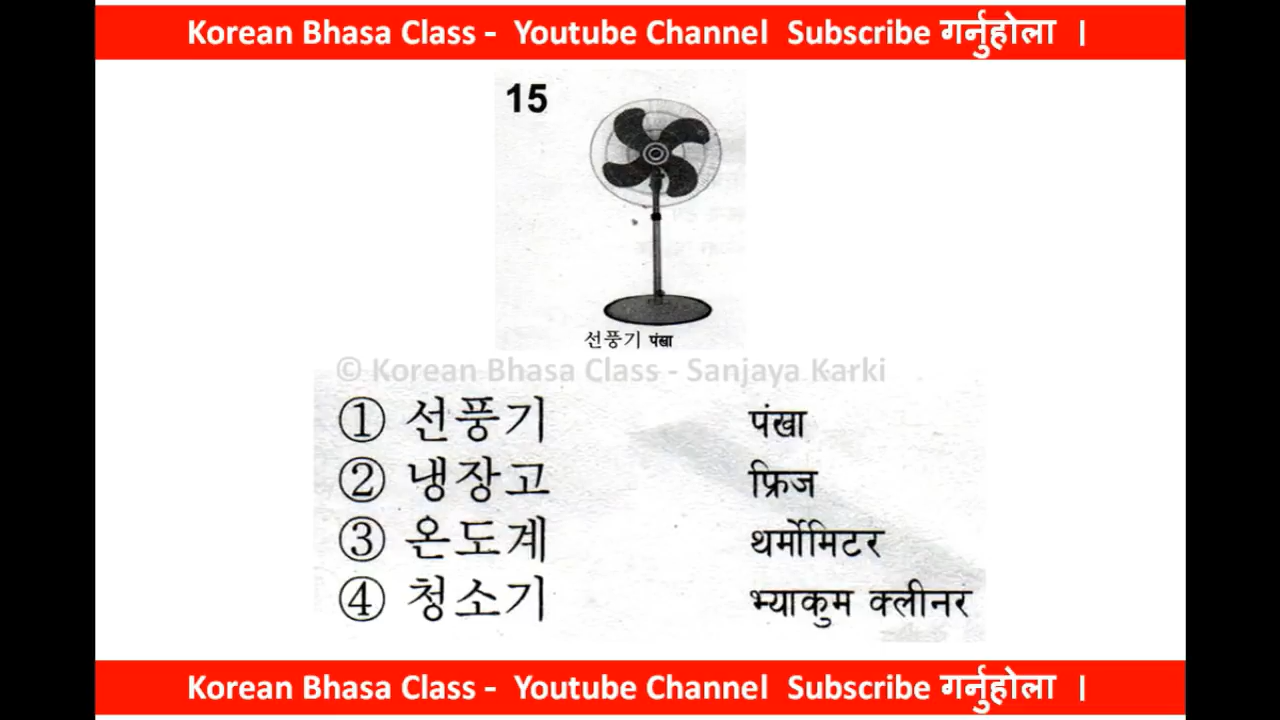 Korean Bhasa Class - Youtube Channel Subscribe गर्नुहोला ।
15
선풍기 पंखा
© Korean Bhasa Class - Sanjaya Karki
① 선풍기 पंखा
② 냉장고 फ्रिज
③ 온도계 थर्मोमिटर
④ 청소기 भ्याकुम क्लीनर
Korean Bhasa Class - Youtube Channel Subscribe गर्नुहोला ।